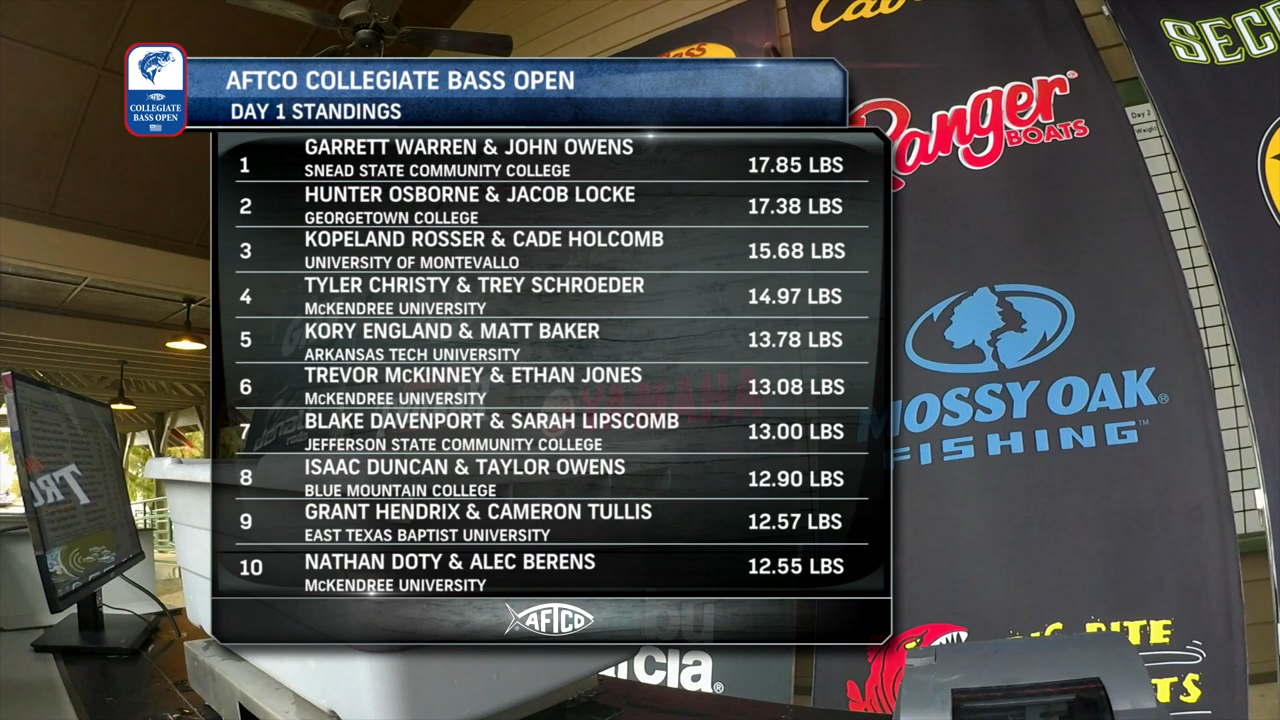 AFTCO COLLEGIATE BASS OPEN
DAY 1 STANDINGS
AFTCO
COLLEGIATE
BASS OPEN
1 GARRETT WARREN & JOHN OWENS 17.85 LBS
SNEAD STATE COMMUNITY COLLEGE
2 HUNTER OSBORNE & JACOB LOCKE 17.38 LBS
GEORGETOWN COLLEGE
3 KOPELAND ROSSER & CADE HOLCOMB 15.68 LBS
UNIVERSITY OF MONTEVALLO
4 TYLER CHRISTY & TREY SCHROEDER 14.97 LBS
McKENDREE UNIVERSITY
5 KORY ENGLAND & MATT BAKER 13.78 LBS
ARKANSAS TECH UNIVERSITY
6 TREVOR McKINNEY & ETHAN JONES 13.08 LBS
McKENDREE UNIVERSITY
7 BLAKE DAVENPORT & SARAH LIPSCOMB 13.00 LBS
JEFFERSON STATE COMMUNITY COLLEGE
8 ISAAC DUNCAN & TAYLOR OWENS 12.90 LBS
BLUE MOUNTAIN COLLEGE
9 GRANT HENDRIX & CAMERON TULLIS 12.57 LBS
EAST TEXAS BAPTIST UNIVERSITY
10 NATHAN DOTY & ALEC BERENS 12.55 LBS
McKENDREE UNIVERSITY
AFTCO
Ranger®
BOATS
Day 2
Weight
MOSSY OAK®
FISHING™
YAMAHA